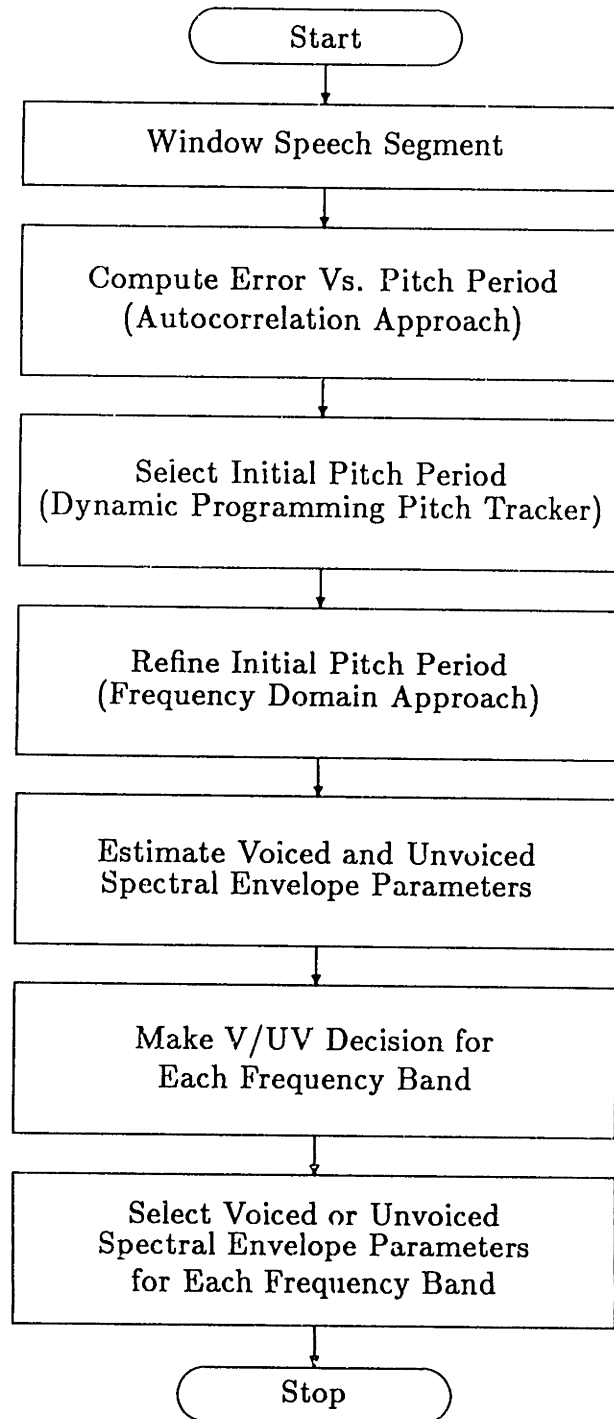 Start
Window Speech Segment
Compute Error Vs. Pitch Period
(Autocorrelation Approach)
Select Initial Pitch Period
(Dynamic Programming Pitch Tracker)
Refine Initial Pitch Period
(Frequency Domain Approach)
Estimate Voiced and Unvoiced
Spectral Envelope Parameters
Make V/UV Decision for
Each Frequency Band
Select Voiced or Unvoiced
Spectral Envelope Parameters
for Each Frequency Band
Stop